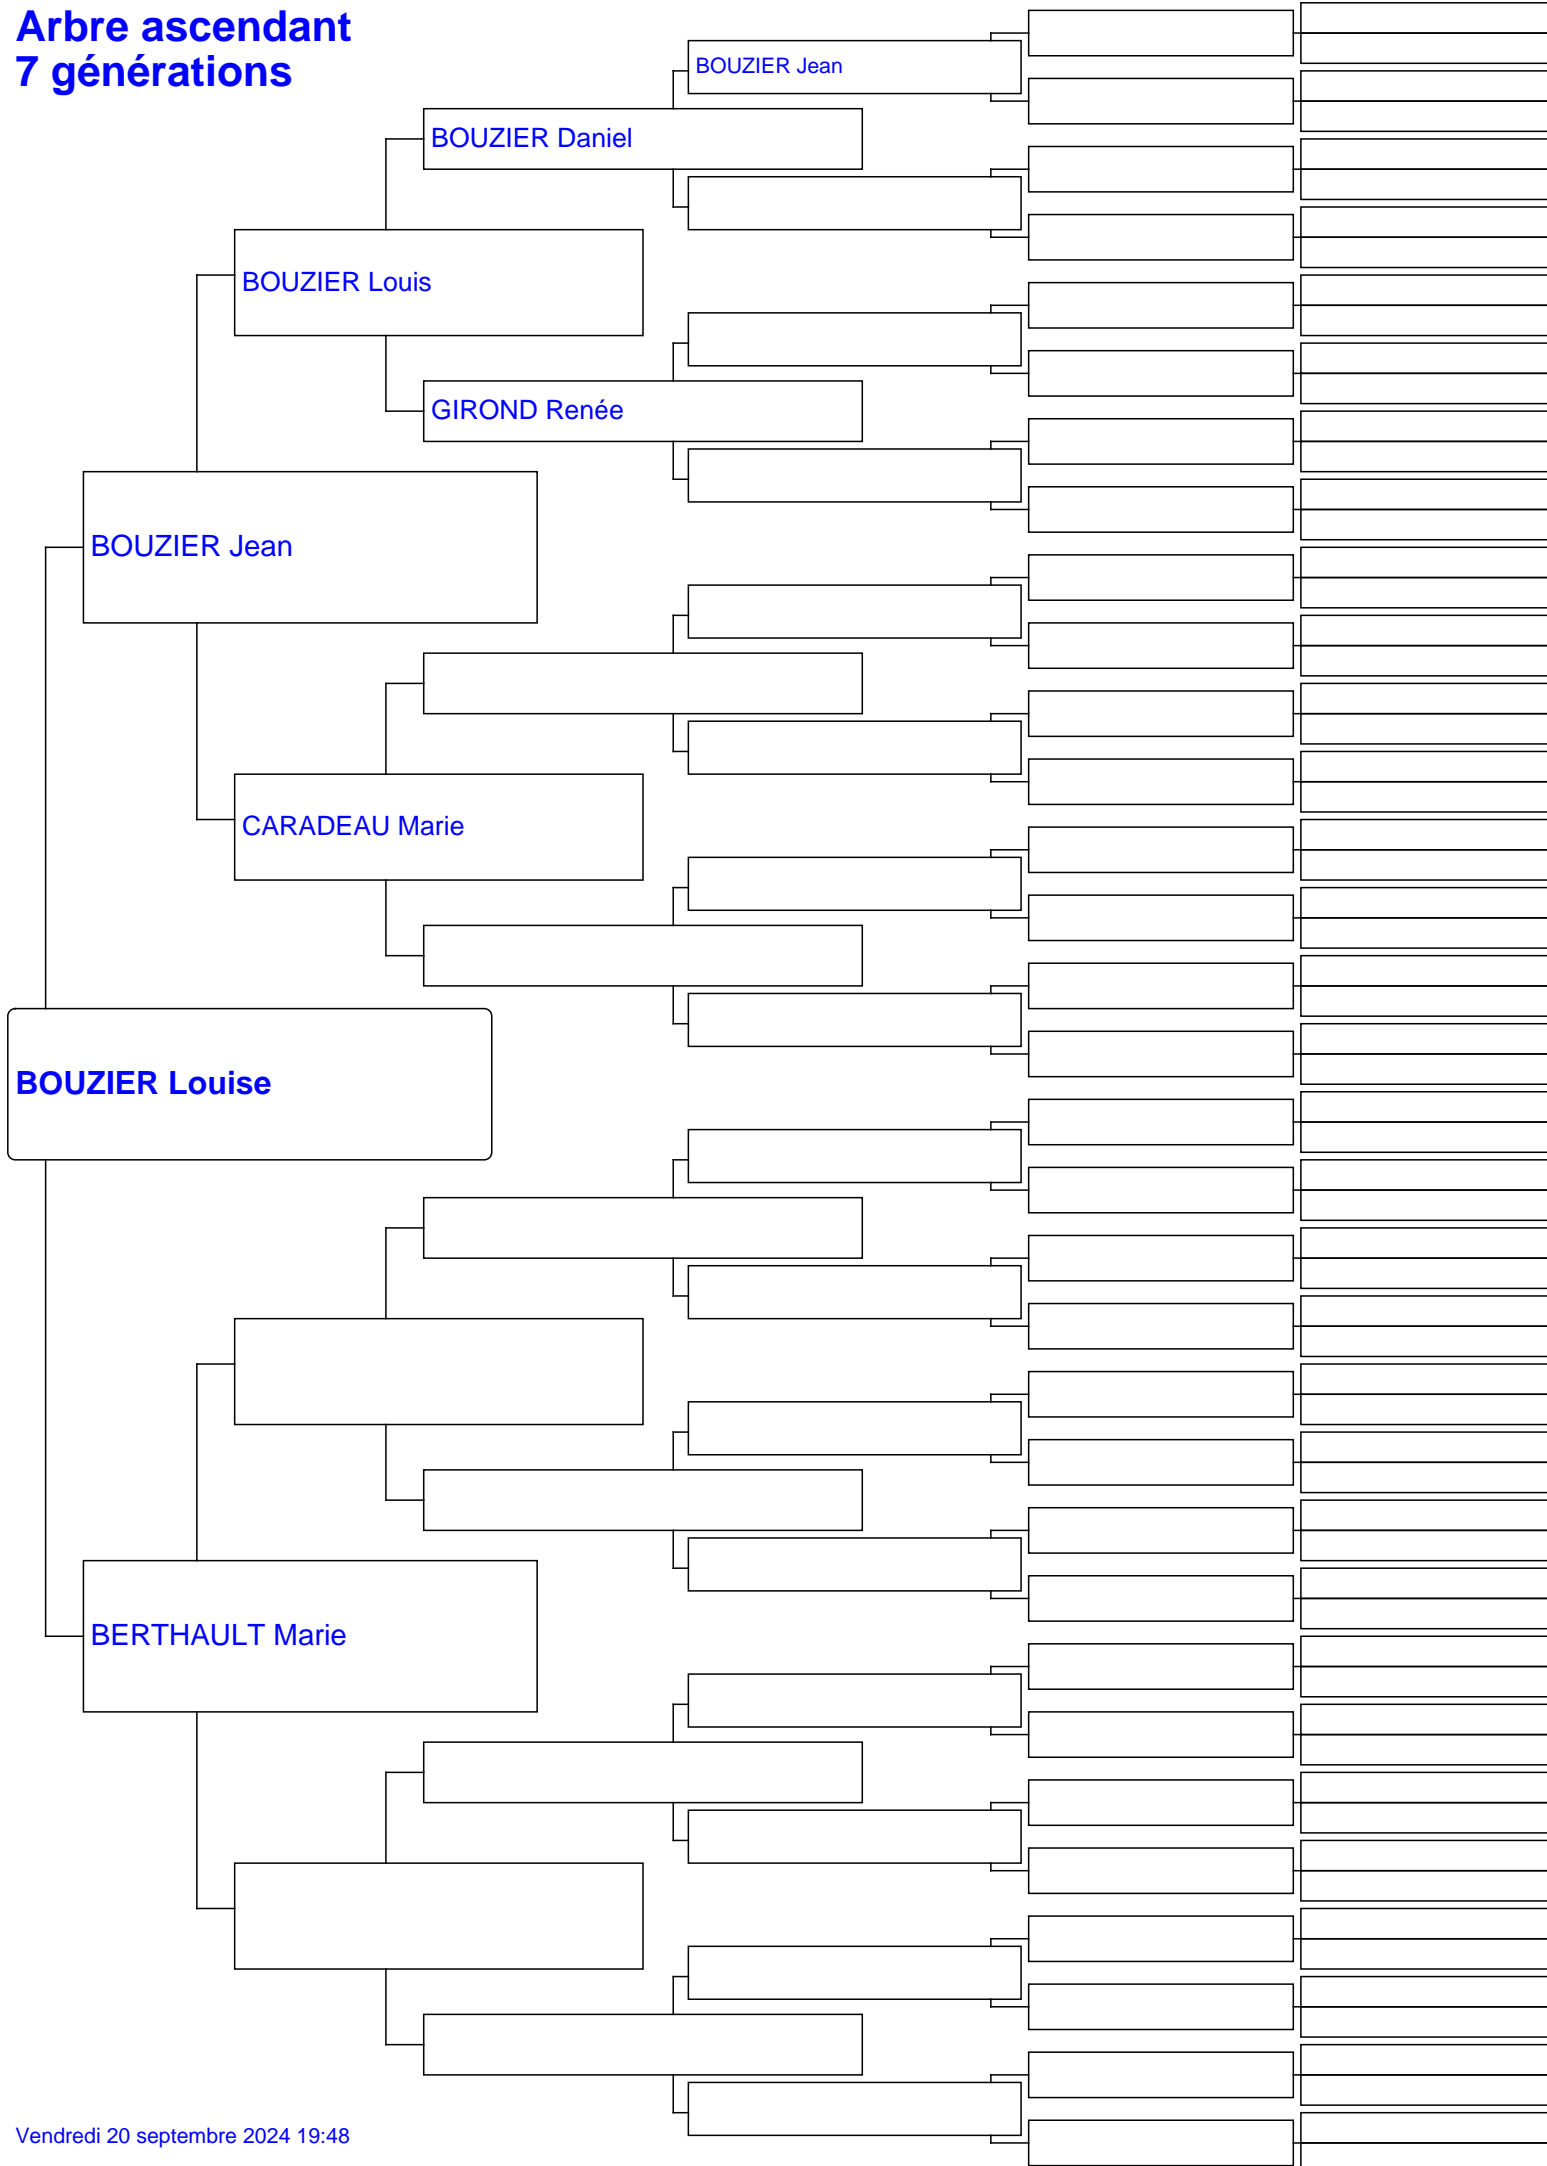 Arbre ascendant
7 générations
BOUZIER Jean
BOUZIER Daniel
BOUZIER Louis
GIROND Renée
BOUZIER Jean
CARADEAU Marie
BOUZIER Louise
BERTHAULT Marie
Vendredi 20 septembre 2024 19:48